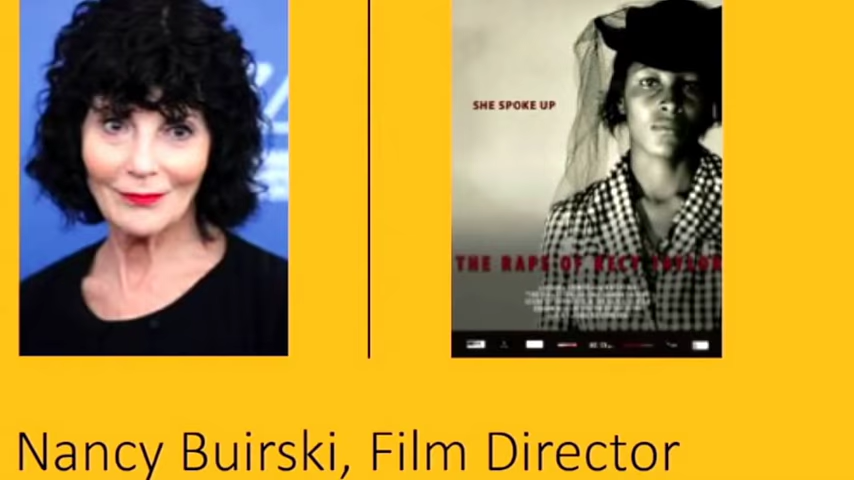 SHE SPOKE UP
THE RAPE OF RECY TAYLOR
Nancy Buirski, Film Director